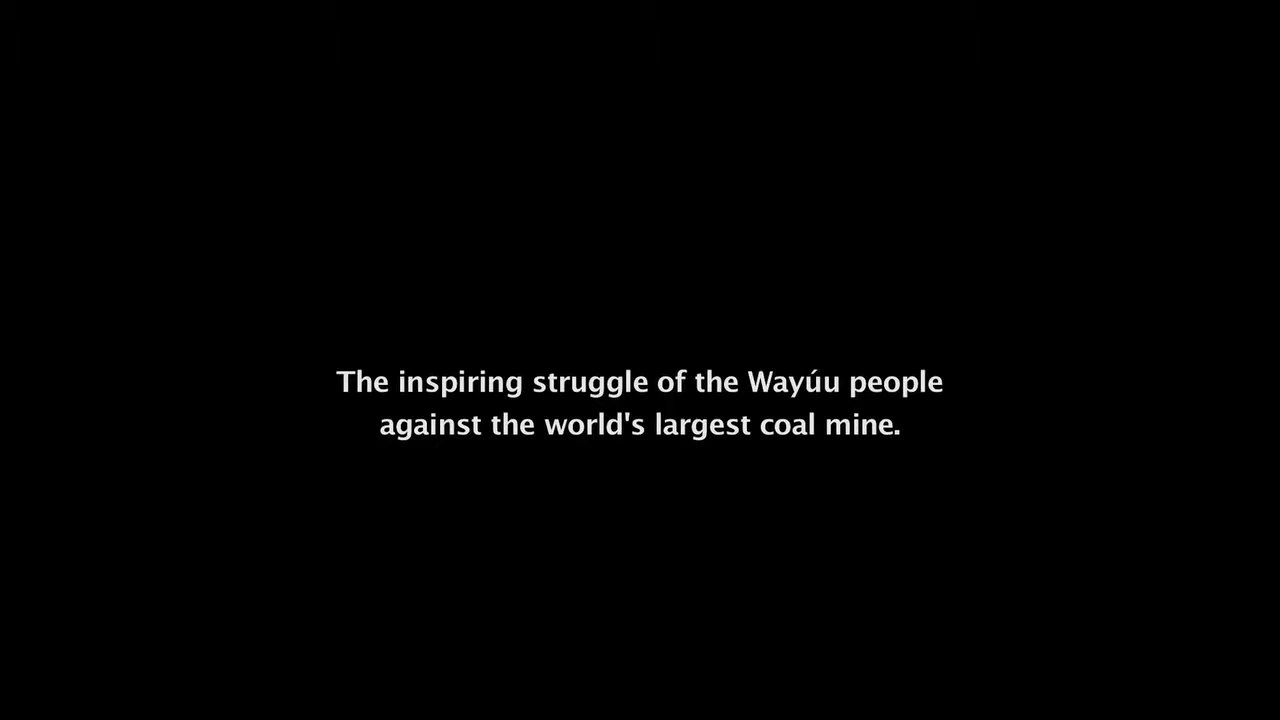 The inspiring struggle of the Wayúu people
against the world's largest coal mine.